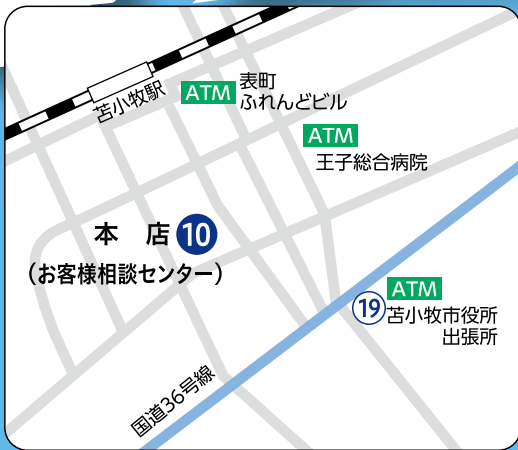 ATM 表町
ふれんどビル
苫小牧駅
ATM
王子総合病院
本 店 10
（お客様相談センター）
ATM
19 苫小牧市役所
出張所
国道36号線